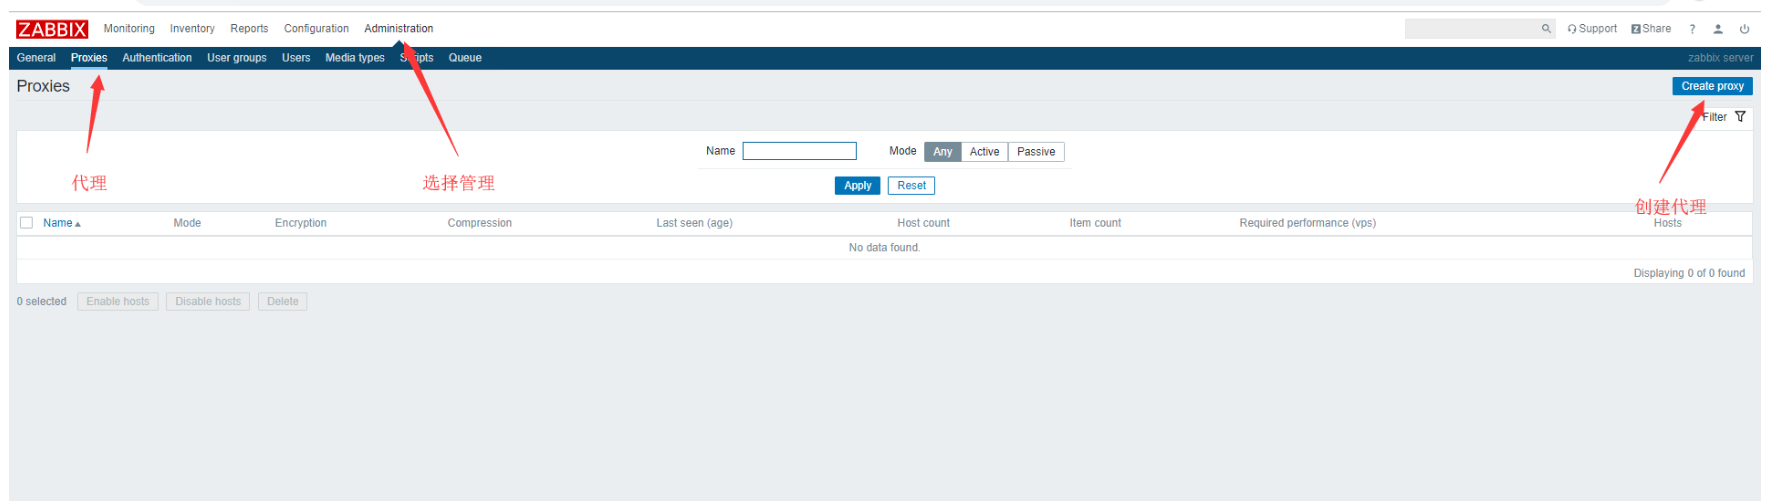 ZABBIX Monitoring Inventory Reports Configuration Administration Support Z Share ?
General Proxies Authentication User groups Users Media types Scripts Queue zabbix server
Proxies Create proxy
Filter
Name Mode Any Active Passive
代理 选择管理 Apply Reset
创建代理
Name Mode Encryption Compression Last seen (age) Host count Item count Required performance (vps) Hosts
No data found.
Displaying 0 of 0 found
0 selected Enable hosts Disable hosts Delete